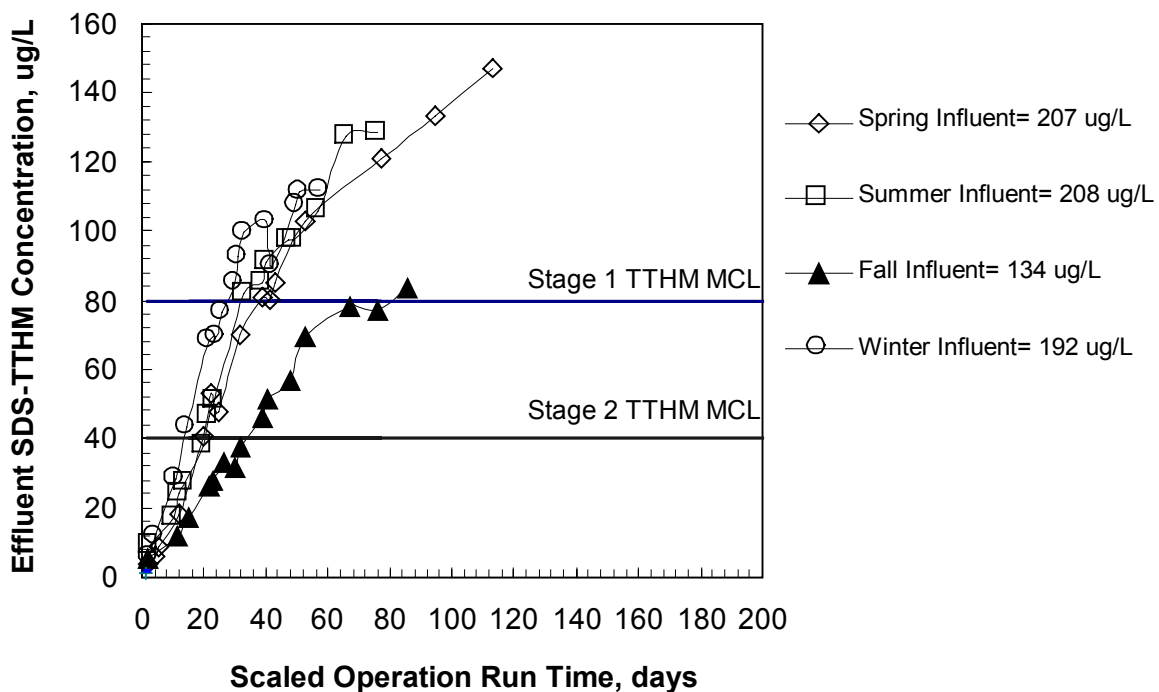 Effluent SDS-TTHM Concentration, ug/L
160
140
120
100
80
60
40
20
0
Stage 1 TTHM MCL
Stage 2 TTHM MCL
0 20 40 60 80 100 120 140 160 180 200
Scaled Operation Run Time, days
Spring Influent= 207 ug/L
Summer Influent= 208 ug/L
Fall Influent= 134 ug/L
Winter Influent= 192 ug/L